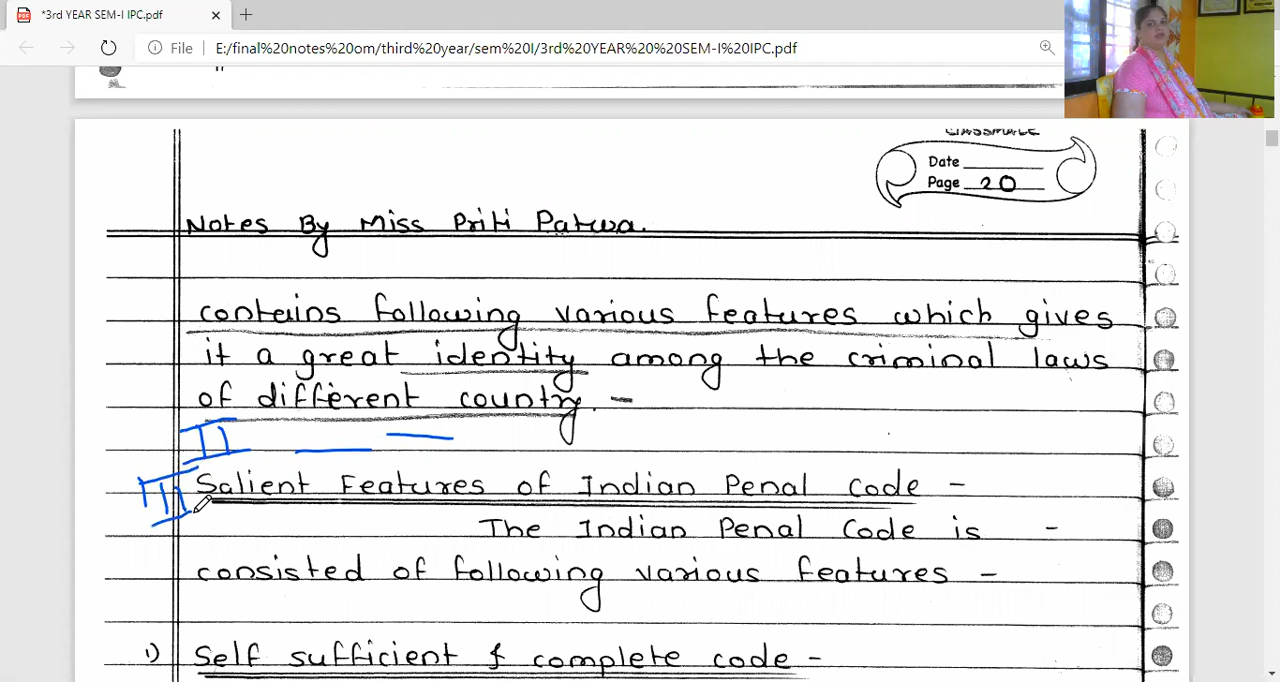 *3rd YEAR SEM-I IPC.pdf
File | E:/final%20notes%20om/third%20year/sem%20I/3rd%20YEAR%20%20SEM-I%20IPC.pdf
CLASSMATE
Date
Page 20
Notes By Miss Priti Patwa.
contains following various features which gives
it a great identity among the criminal laws
of different country. -
II
III Salient Features of Indian Penal Code -
The Indian Penal Code is -
consisted of following various features -
1) Self sufficient & complete code -